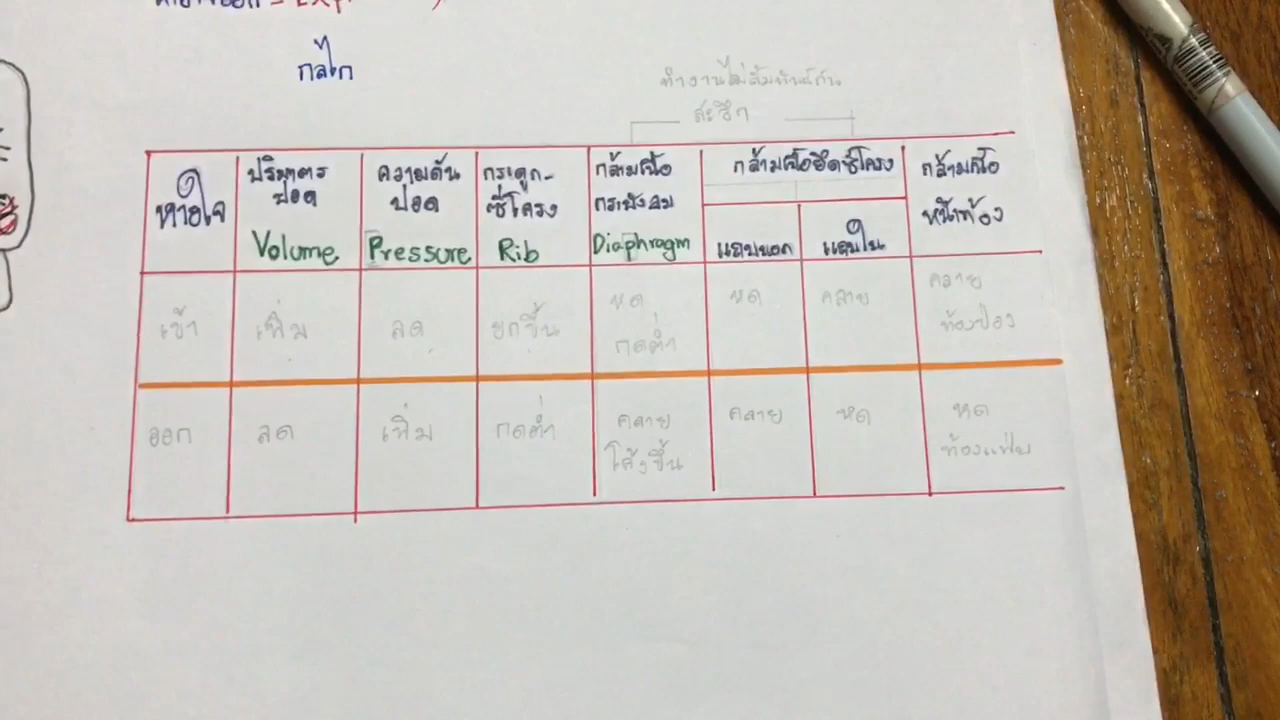 กลไก
ทำงานไม่สัมพันธ์กัน
สะอึก
หายใจ
ปริมาตร
ปอด
Volume
ความดัน
ปอด
Pressure
กระดูก-
ซี่โครง
Rib
กล้ามเนื้อ
กระบังลม
Diaphragm
กล้ามเนื้อยึดซี่โครง
แถบนอก
แถบใน
กล้ามเนื้อ
หน้าท้อง
เข้า
เพิ่ม
ลด
ยกขึ้น
หด
กดต่ำ
หด
คลาย
คลาย
ท้องป่อง
ออก
ลด
เพิ่ม
กดต่ำ
คลาย
โค้งขึ้น
คลาย
หด
หด
ท้องแฟบ